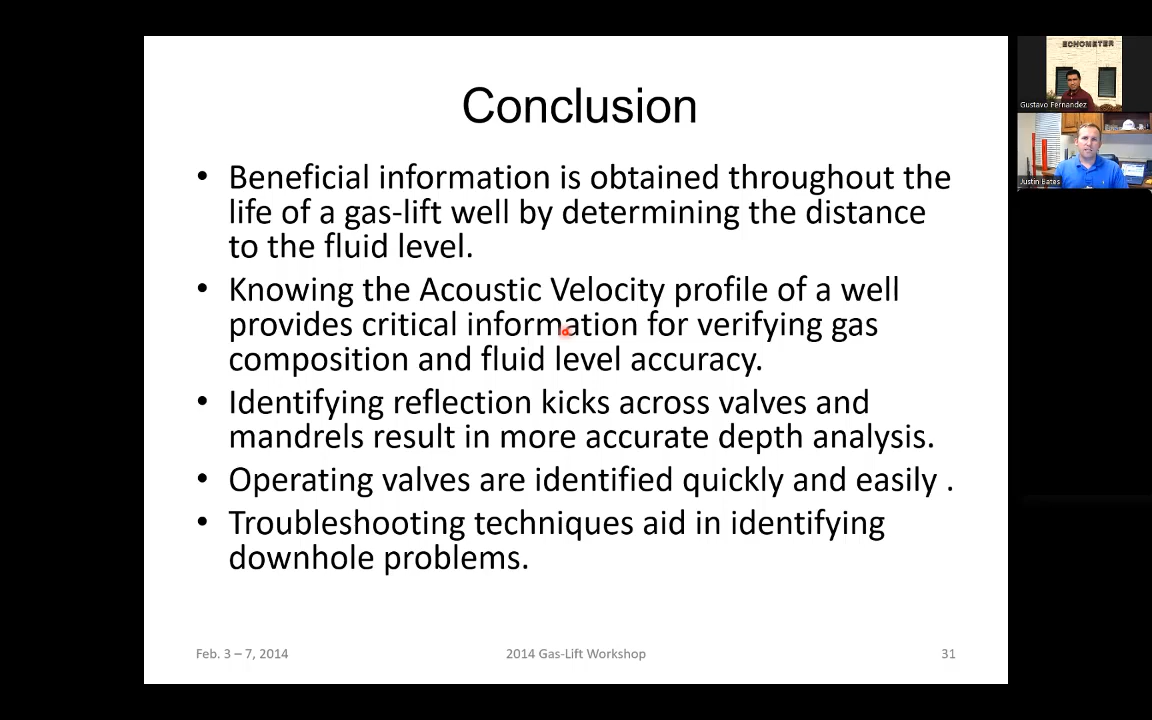 Conclusion
• Beneficial information is obtained throughout the
life of a gas-lift well by determining the distance
to the fluid level.
• Knowing the Acoustic Velocity profile of a well
provides critical information for verifying gas
composition and fluid level accuracy.
• Identifying reflection kicks across valves and
mandrels result in more accurate depth analysis.
• Operating valves are identified quickly and easily .
• Troubleshooting techniques aid in identifying
downhole problems.
Feb. 3 – 7, 2014
2014 Gas-Lift Workshop
31
ECHOMETER
Gustavo Fernandez
Justin Bates